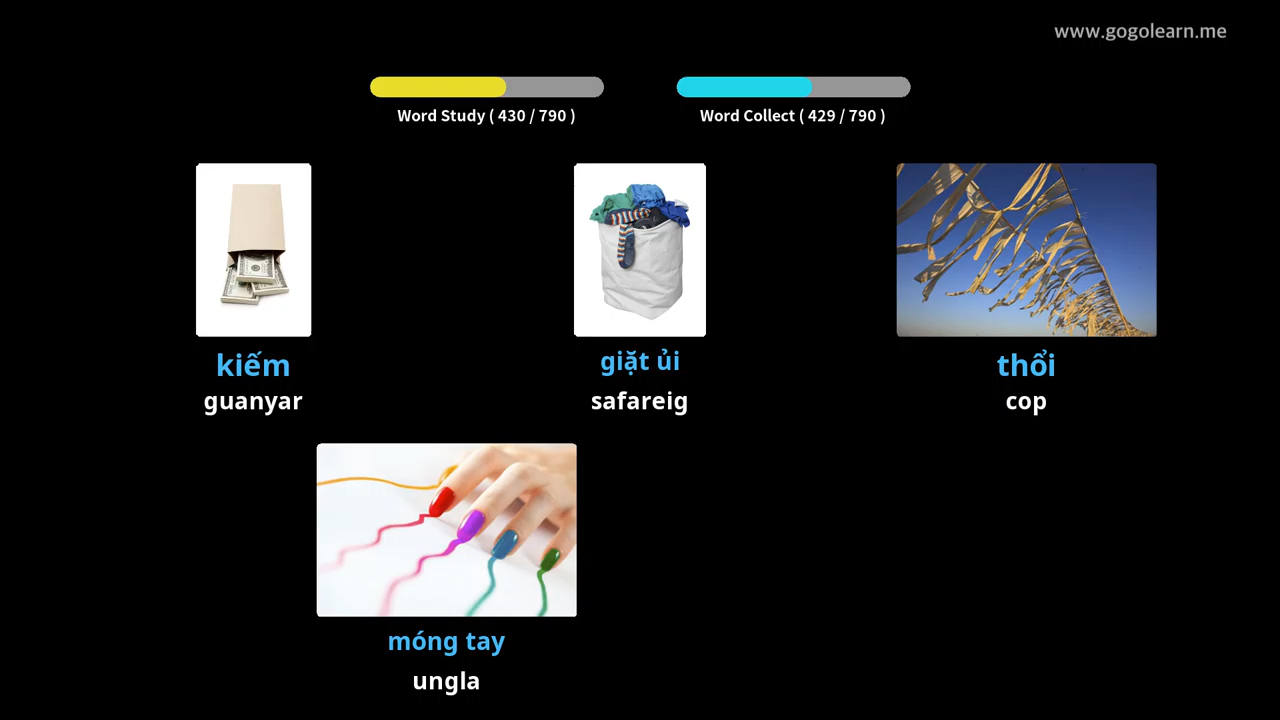 www.gogolearn.me
Word Study ( 430 / 790 )
Word Collect ( 429 / 790 )
kiếm
guanyar
giặt ủi
safareig
thổi
cop
móng tay
ungla